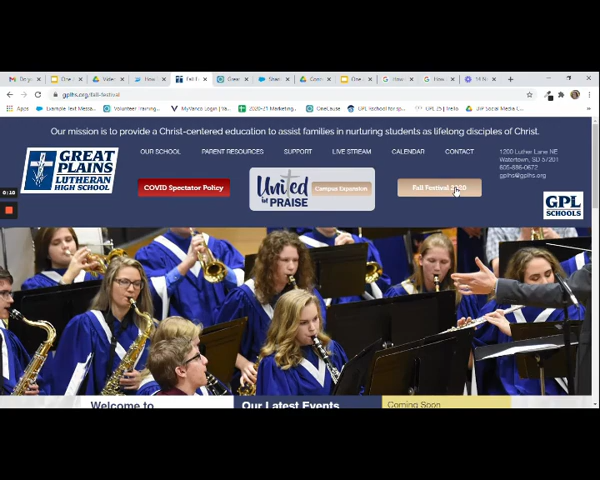 Fall F
gplhs.org/fall-festival
Apps
Example Text Messa...
Volunteer Training...
MyVanco Login | Va...
2020-21 Marketing...
OneCause
GPL 25 | Trello
UW Social Media C...
Our mission is to provide a Christ-centered education to assist families in nurturing students as lifelong disciples of Christ.
GREAT PLAINS
LUTHERAN
HIGH SCHOOL
OUR SCHOOL PARENT RESOURCES SUPPORT LIVE STREAM CALENDAR CONTACT
1200 Luther Lane NE
Watertown, SD 57201
605-886-0672
gplhs@gplhs.org
COVID Spectator Policy
United
in PRAISE
Campus Expansion
Fall Festival 2020
GPL
SCHOOLS
0:10
Welcome to
Our Latest Events
Coming Soon